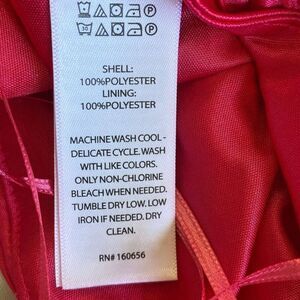 SHELL:
100%POLYESTER
LINING:
100%POLYESTER
MACHINE WASH COOL -
DELICATE CYCLE. WASH
WITH LIKE COLORS.
ONLY NON-CHLORINE
BLEACH WHEN NEEDED.
TUMBLE DRY LOW. LOW
IRON IF NEEDED. DRY
CLEAN.
RN# 160656